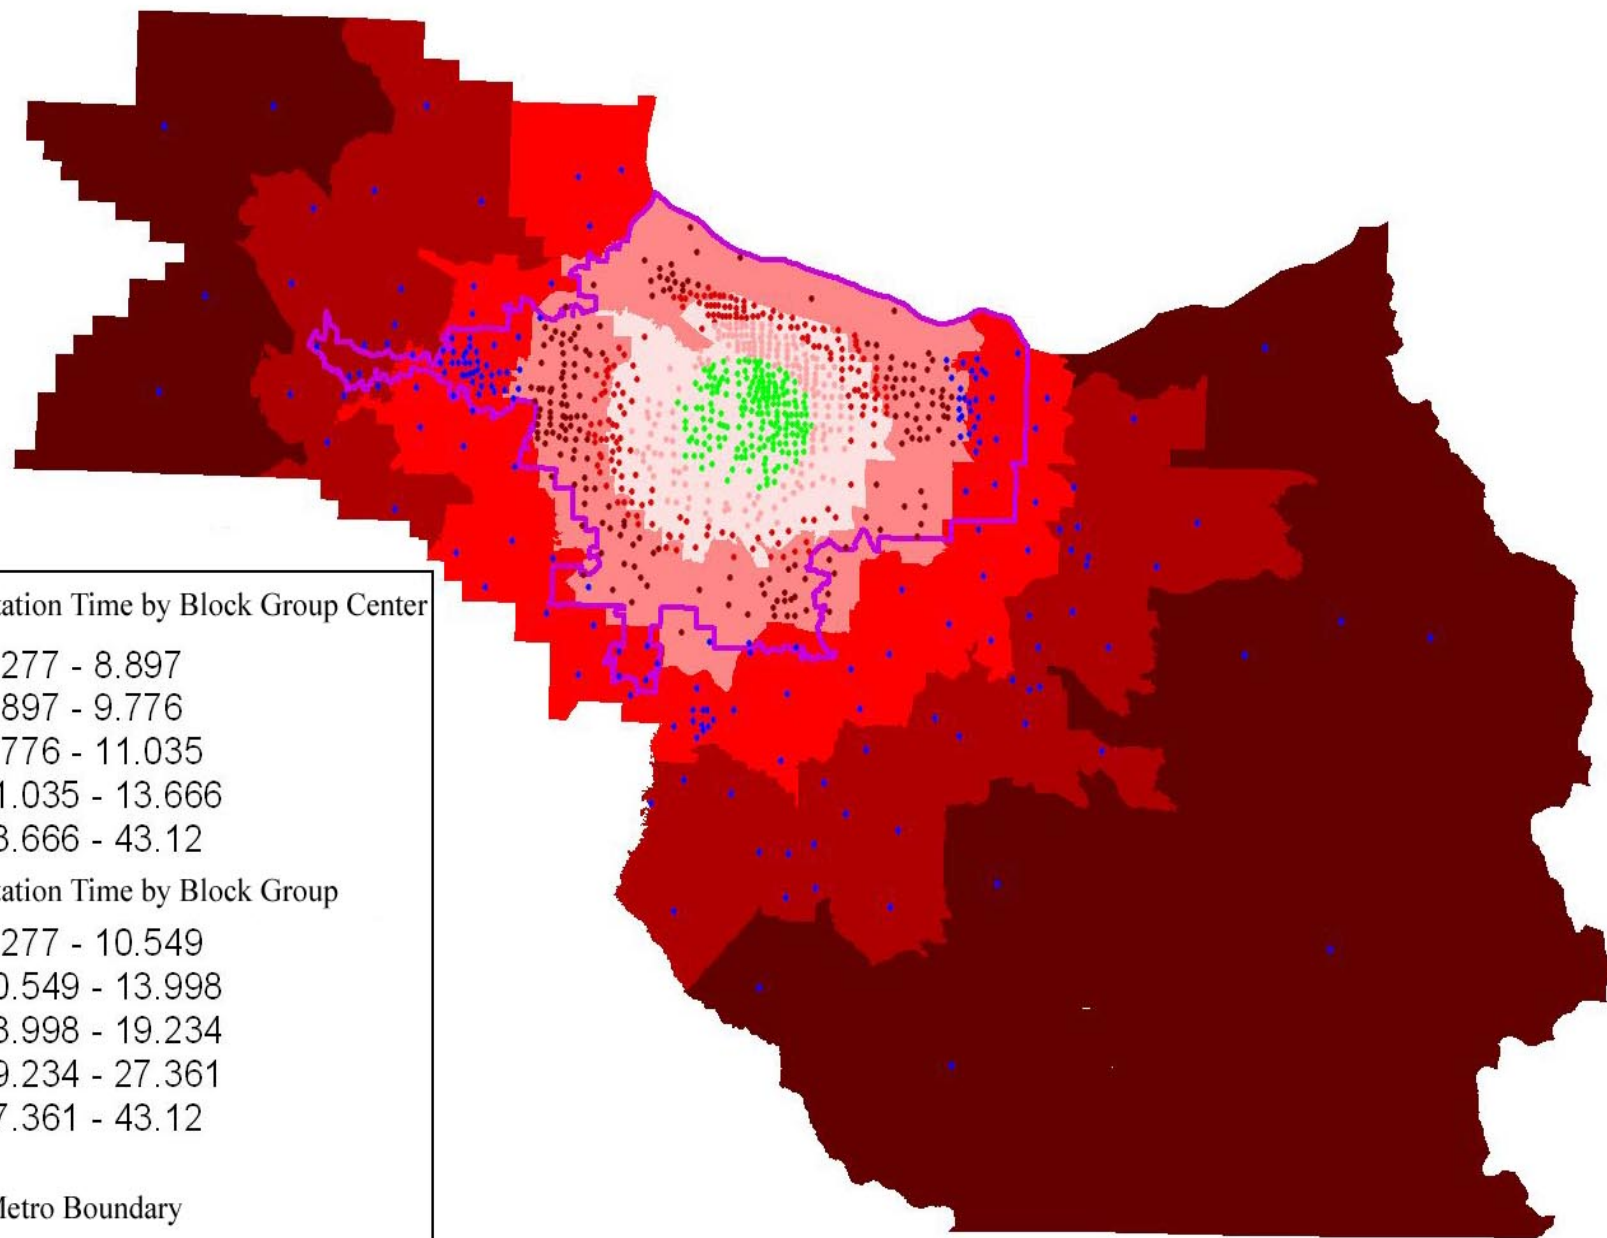 tation Time by Block Group Center
277 - 8.897
897 - 9.776
776 - 11.035
1.035 - 13.666
3.666 - 43.12
tation Time by Block Group
277 - 10.549
0.549 - 13.998
3.998 - 19.234
9.234 - 27.361
7.361 - 43.12
Metro Boundary